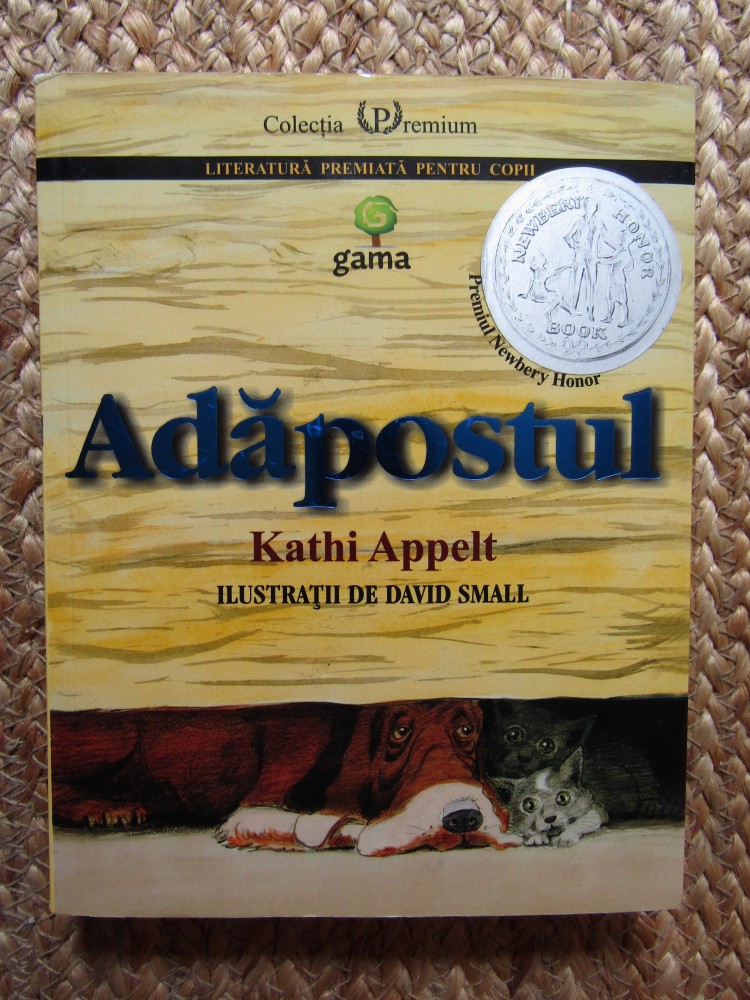 Colecția Premium
LITERATURĂ PREMIATĂ PENTRU COPII
gama
NEWBERY HONOR
BOOK
Premiul Newbery Honor
Adăpostul
Kathi Appelt
ILUSTRAŢII DE DAVID SMALL